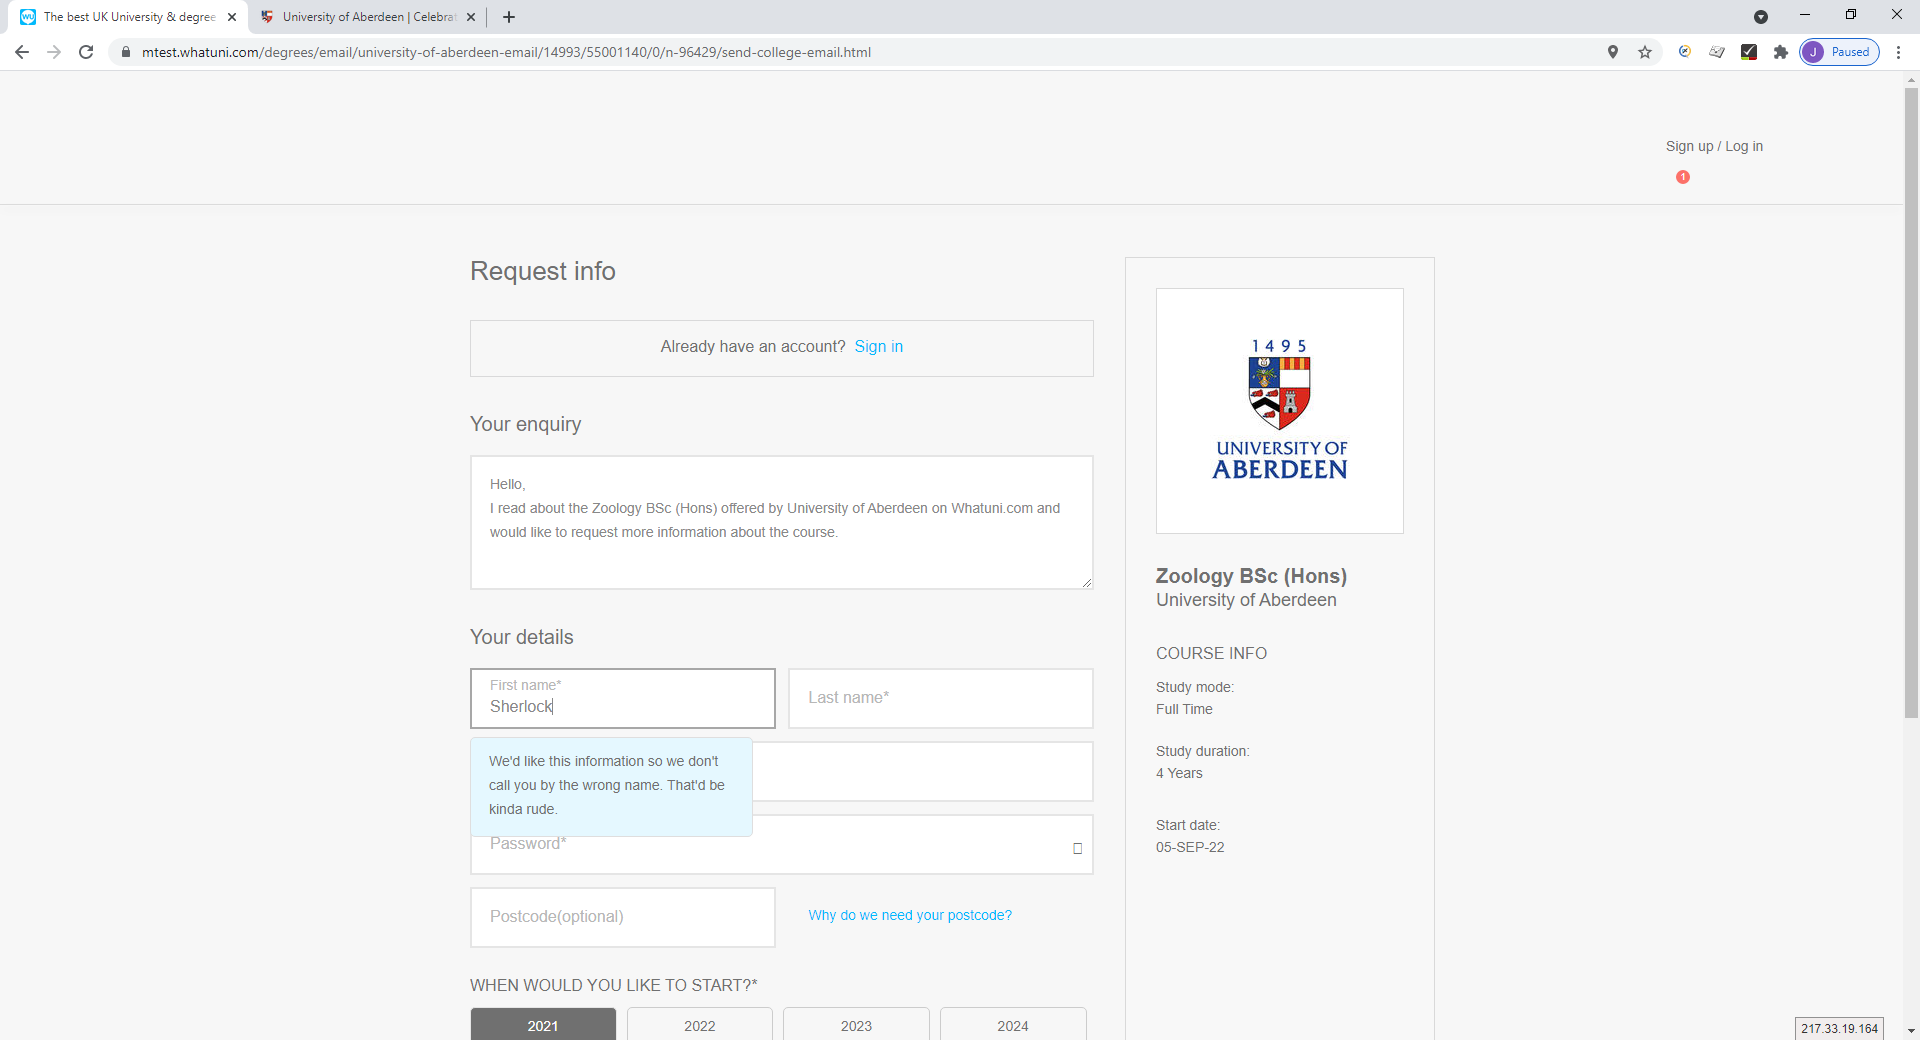 The best UK University & degree
University of Aberdeen | Celebrat
mtest.whatuni.com/degrees/email/university-of-aberdeen-email/14993/55001140/0/n-96429/send-college-email.html
J Paused
Sign up / Log in
1
Request info
Already have an account? Sign in
Your enquiry
Hello,
I read about the Zoology BSc (Hons) offered by University of Aberdeen on Whatuni.com and
would like to request more information about the course.
Your details
First name*
Sherlock
Last name*
We'd like this information so we don't
call you by the wrong name. That'd be
kinda rude.
Password*
Postcode(optional)
Why do we need your postcode?
WHEN WOULD YOU LIKE TO START?*
2021 2022 2023 2024
1495
UNIVERSITY OF
ABERDEEN
Zoology BSc (Hons)
University of Aberdeen
COURSE INFO
Study mode:
Full Time
Study duration:
4 Years
Start date:
05-SEP-22
217.33.19.164